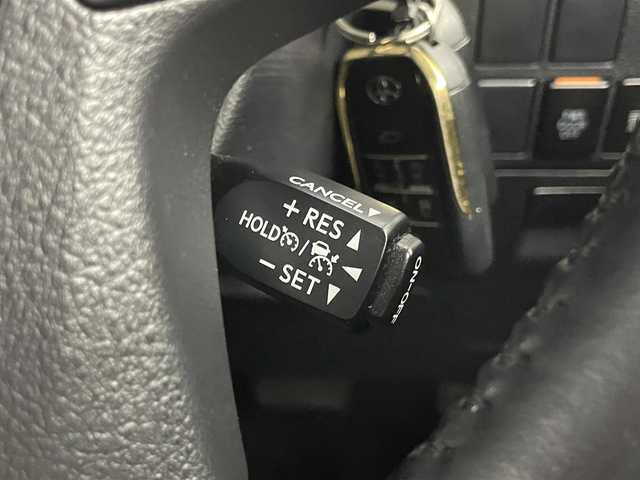 CANCEL▼
+ RES ▲
HOLD /
− SET ▼
ON-OFF